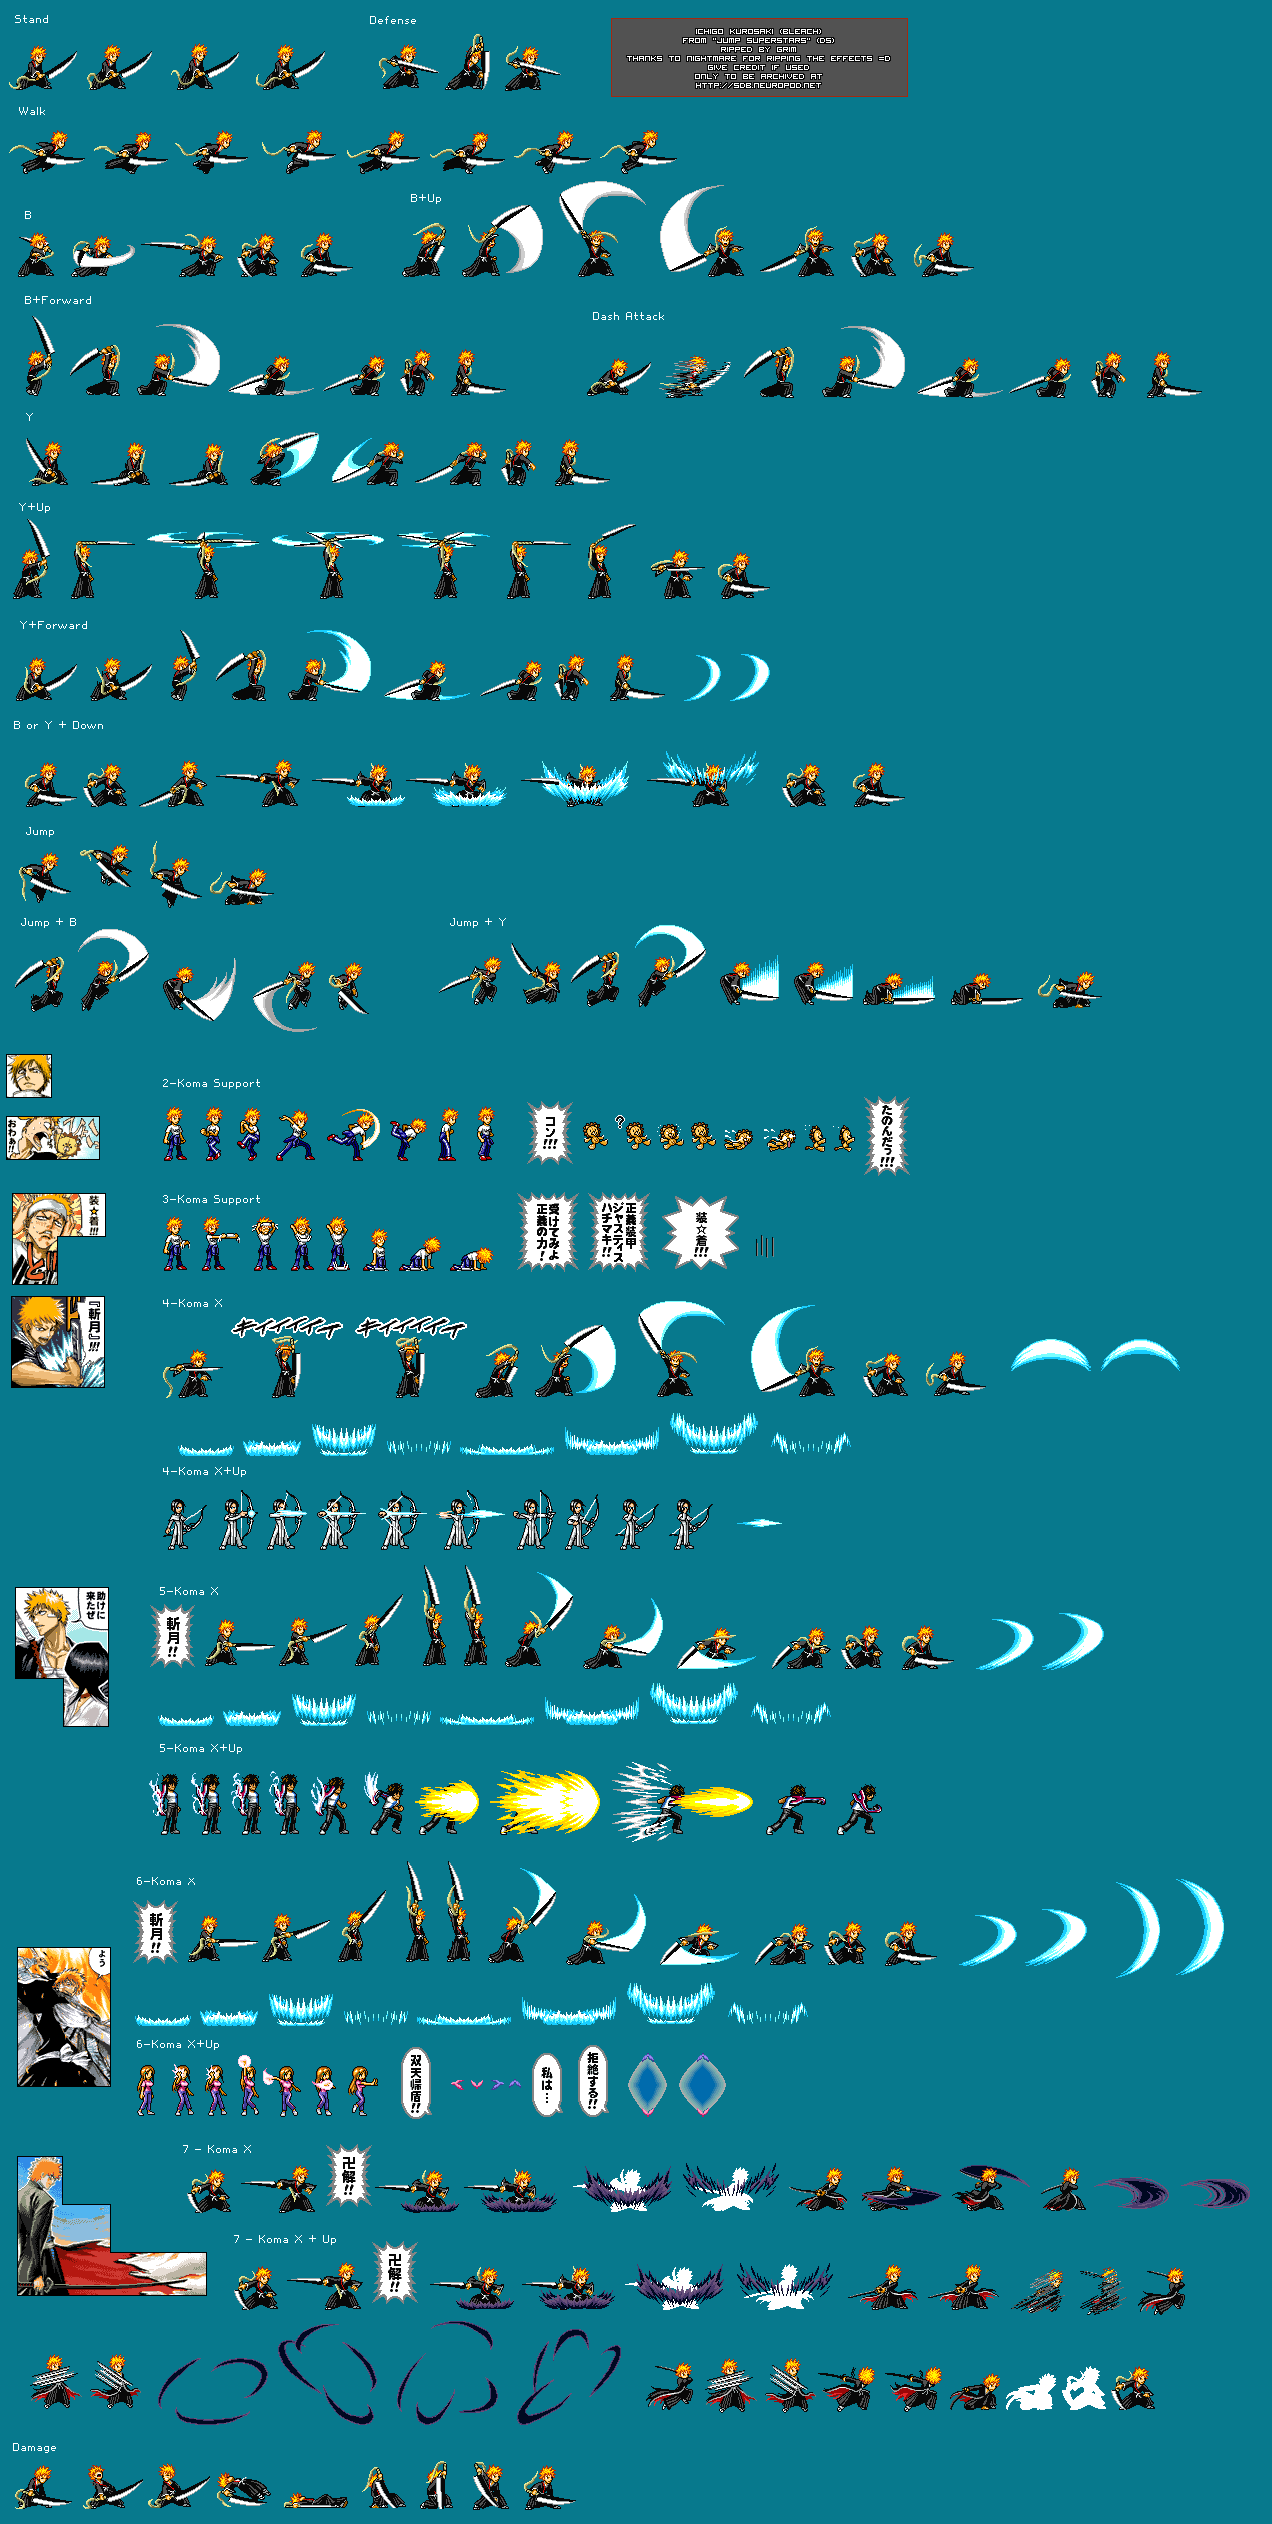 Stand
Defense
ICHIGO KUROSAKI (BLEACH)
FROM "JUMP SUPERSTARS" (DS)
RIPPED BY GRIM
THANKS TO NIGHTMARE FOR RIPPING THE EFFECTS =D
GIVE CREDIT IF USED
ONLY TO BE ARCHIVED AT
HTTP://SDB.NEUROPOD.NET
Walk
B
B+Up
B+Forward
Dash Attack
Y
Y+Up
Y+Forward
B or Y + Down
Jump
Jump + B
Jump + Y
2-Koma Support
コン!!!
?
たのんだぅ!!!
おわぁ!!
3-Koma Support
装☆着!!!
受けてみよ
正義の力!
正義装甲
ジャスティス
ハチマキ!!
装☆着!!!
ど
4-Koma X
『斬月』!!!
キイイイイイ
キイイイイイ
4-Koma X+Up
5-Koma X
助けに
来たぜ
斬月!!
5-Koma X+Up
6-Koma X
斬月!!
よう
6-Koma X+Up
双天帰盾!!
私は…
拒絶する!!
7 - Koma X
卍解!!
7 - Koma X + Up
卍解!!
Damage